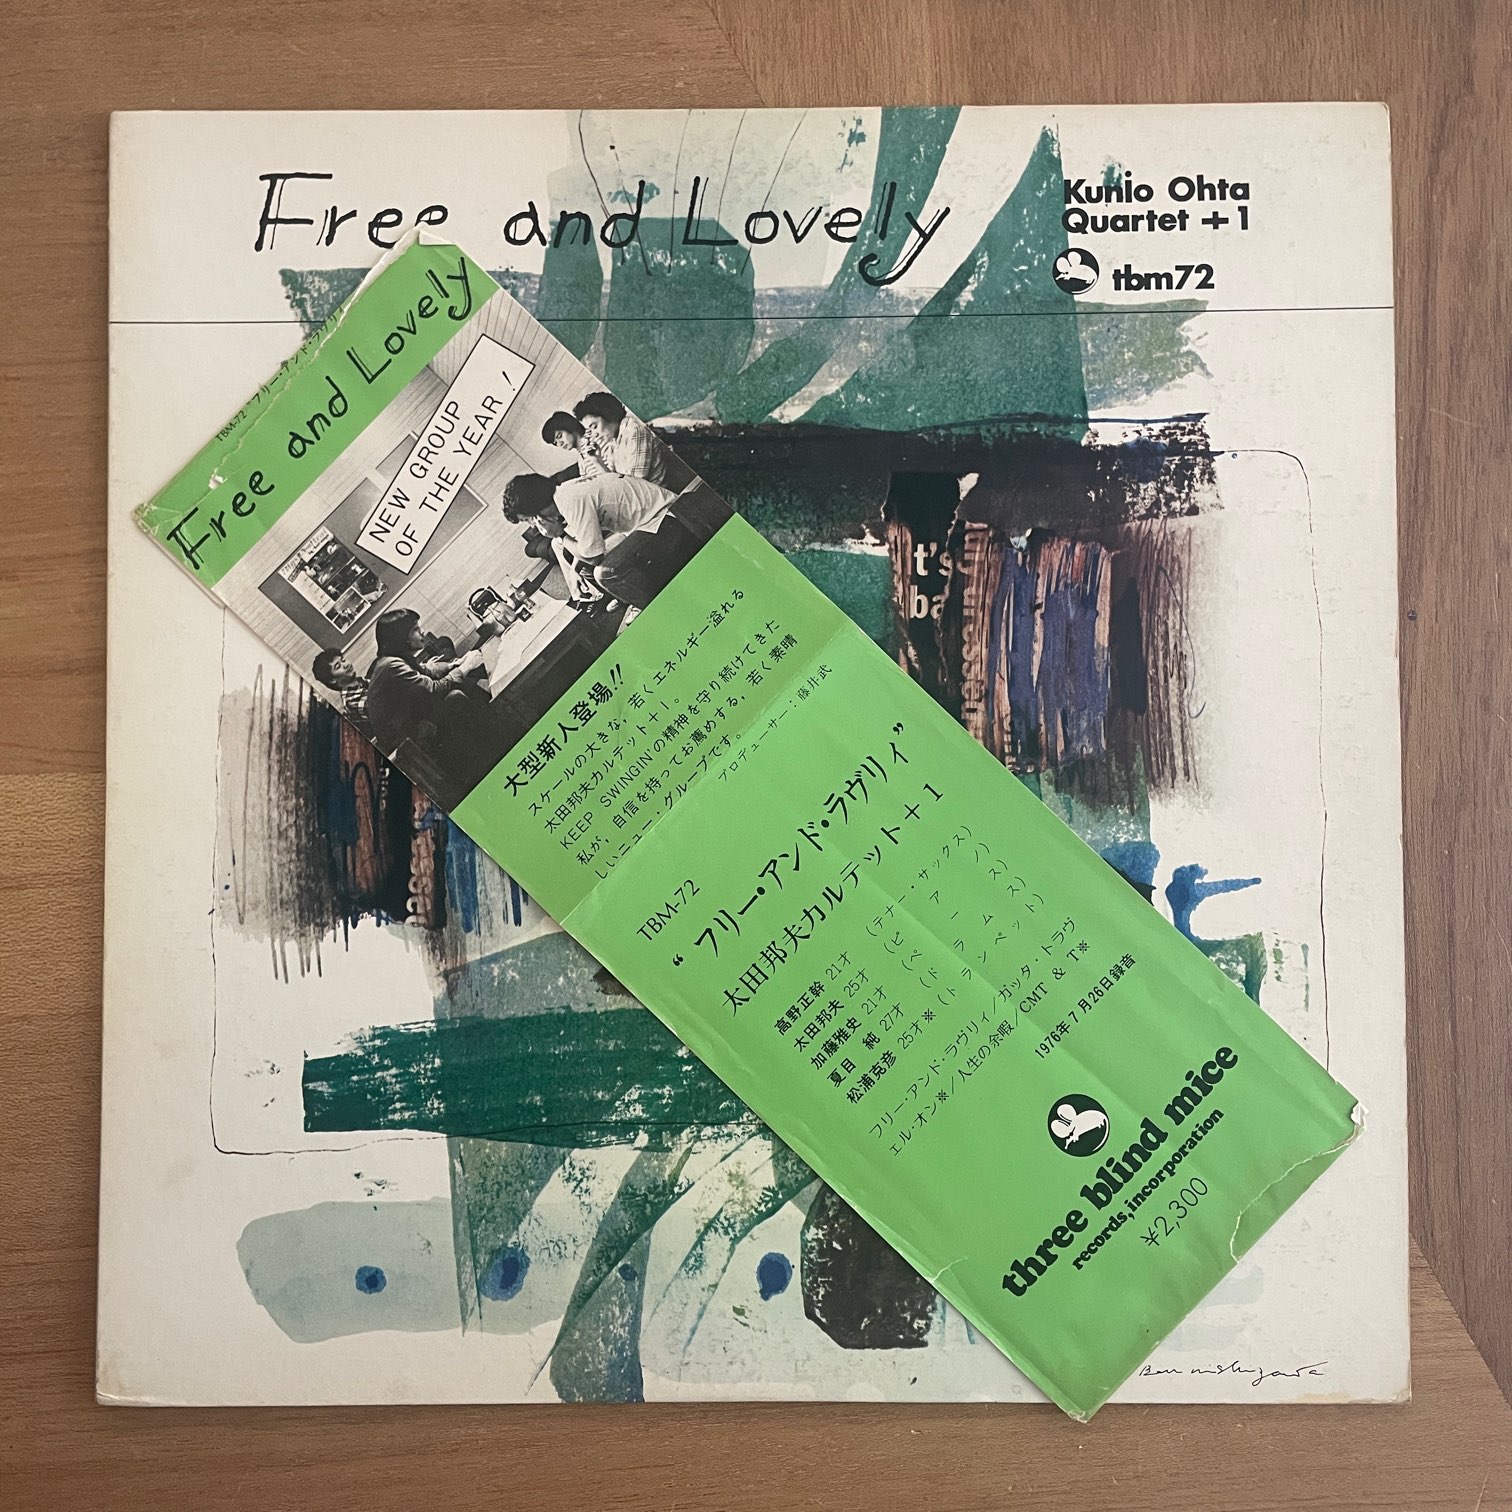 Free and Lovely
Kunio Ohta
Quartet +1
tbm72
t's
ba
TBM-72 "フリー・アンド・ラヴリィ
Free and Lovely
NEW GROUP
OF THE YEAR!
大型新人登場!!
スケールの大きな, 若くエネルギー溢れる
太田邦夫カルテット+1。
KEEP SWINGIN'の精神を守り続けてきた
私が, 自信を持ってお薦めする, 若く素晴
しいニュー・グループです。
プロデューサー:藤井武
TBM-72
“フリー・アンド・ラヴリィ”
太田邦夫カルテット+1
高野正幹 21才 (テナー・サックス)
太田邦夫 25才 (ピアノ)
加藤雅史 21才 (ベース)
夏目 純 27才 (ドラムス)
松浦克彦 25才※(トランペット)
フリー・アンド・ラヴリィ/ガッタ・トラヴ
ェル・オン※/人生の余暇/CMT & T※
1976年7月26日録音
three blind mice
records, incorporation
¥2,300
Ben nishizawa